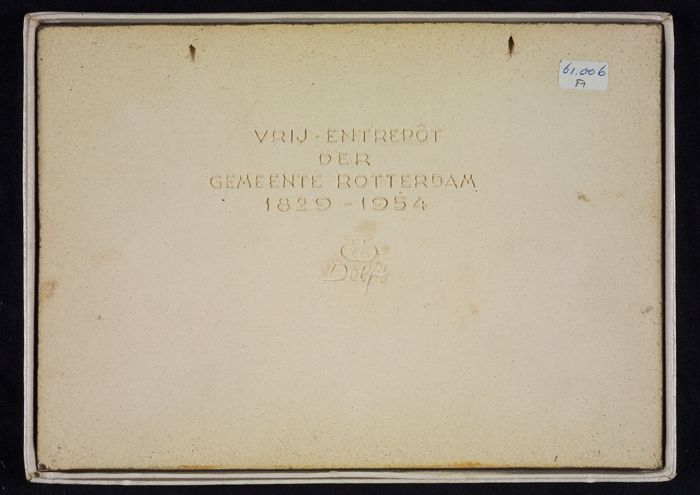 61.006
A
VRIJ-ENTREPÔT
DER
GEMEENTE ROTTERDAM
1829-1954
Delft